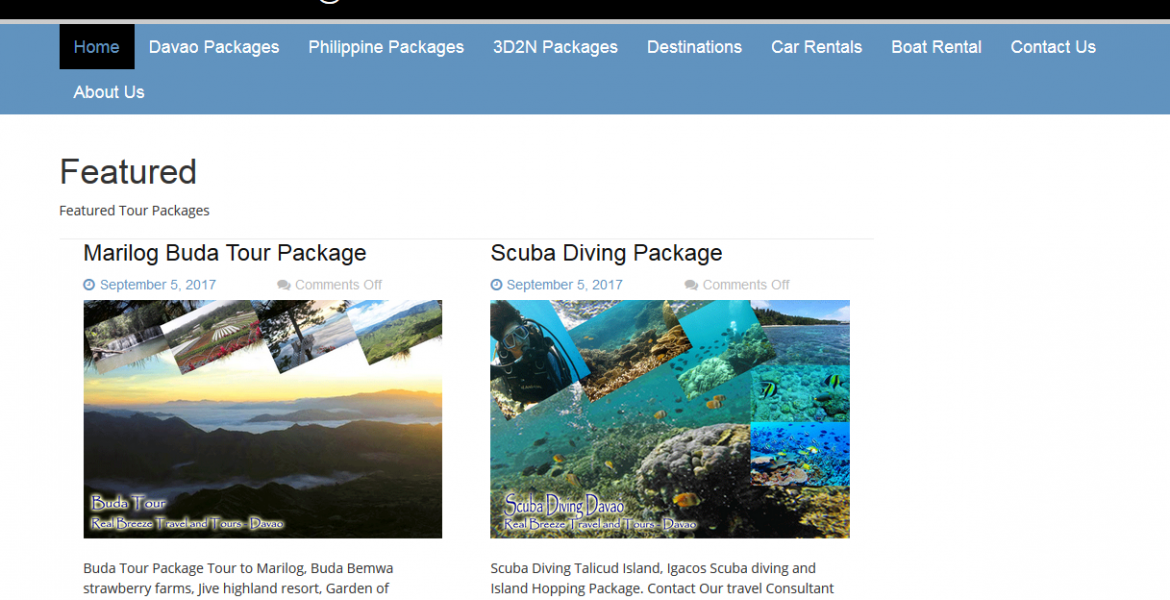 Home Davao Packages Philippine Packages 3D2N Packages Destinations Car Rentals Boat Rental Contact Us
About Us
Featured
Featured Tour Packages
Marilog Buda Tour Package
September 5, 2017 Comments Off
Buda Tour
Real Breeze Travel and Tours - Davao
Buda Tour Package Tour to Marilog, Buda Bemwa
strawberry farms, Jive highland resort, Garden of
Scuba Diving Package
September 5, 2017 Comments Off
Scuba Diving Davao
Real Breeze Travel and Tours - Davao
Scuba Diving Talicud Island, Igacos Scuba diving and
Island Hopping Package. Contact Our travel Consultant